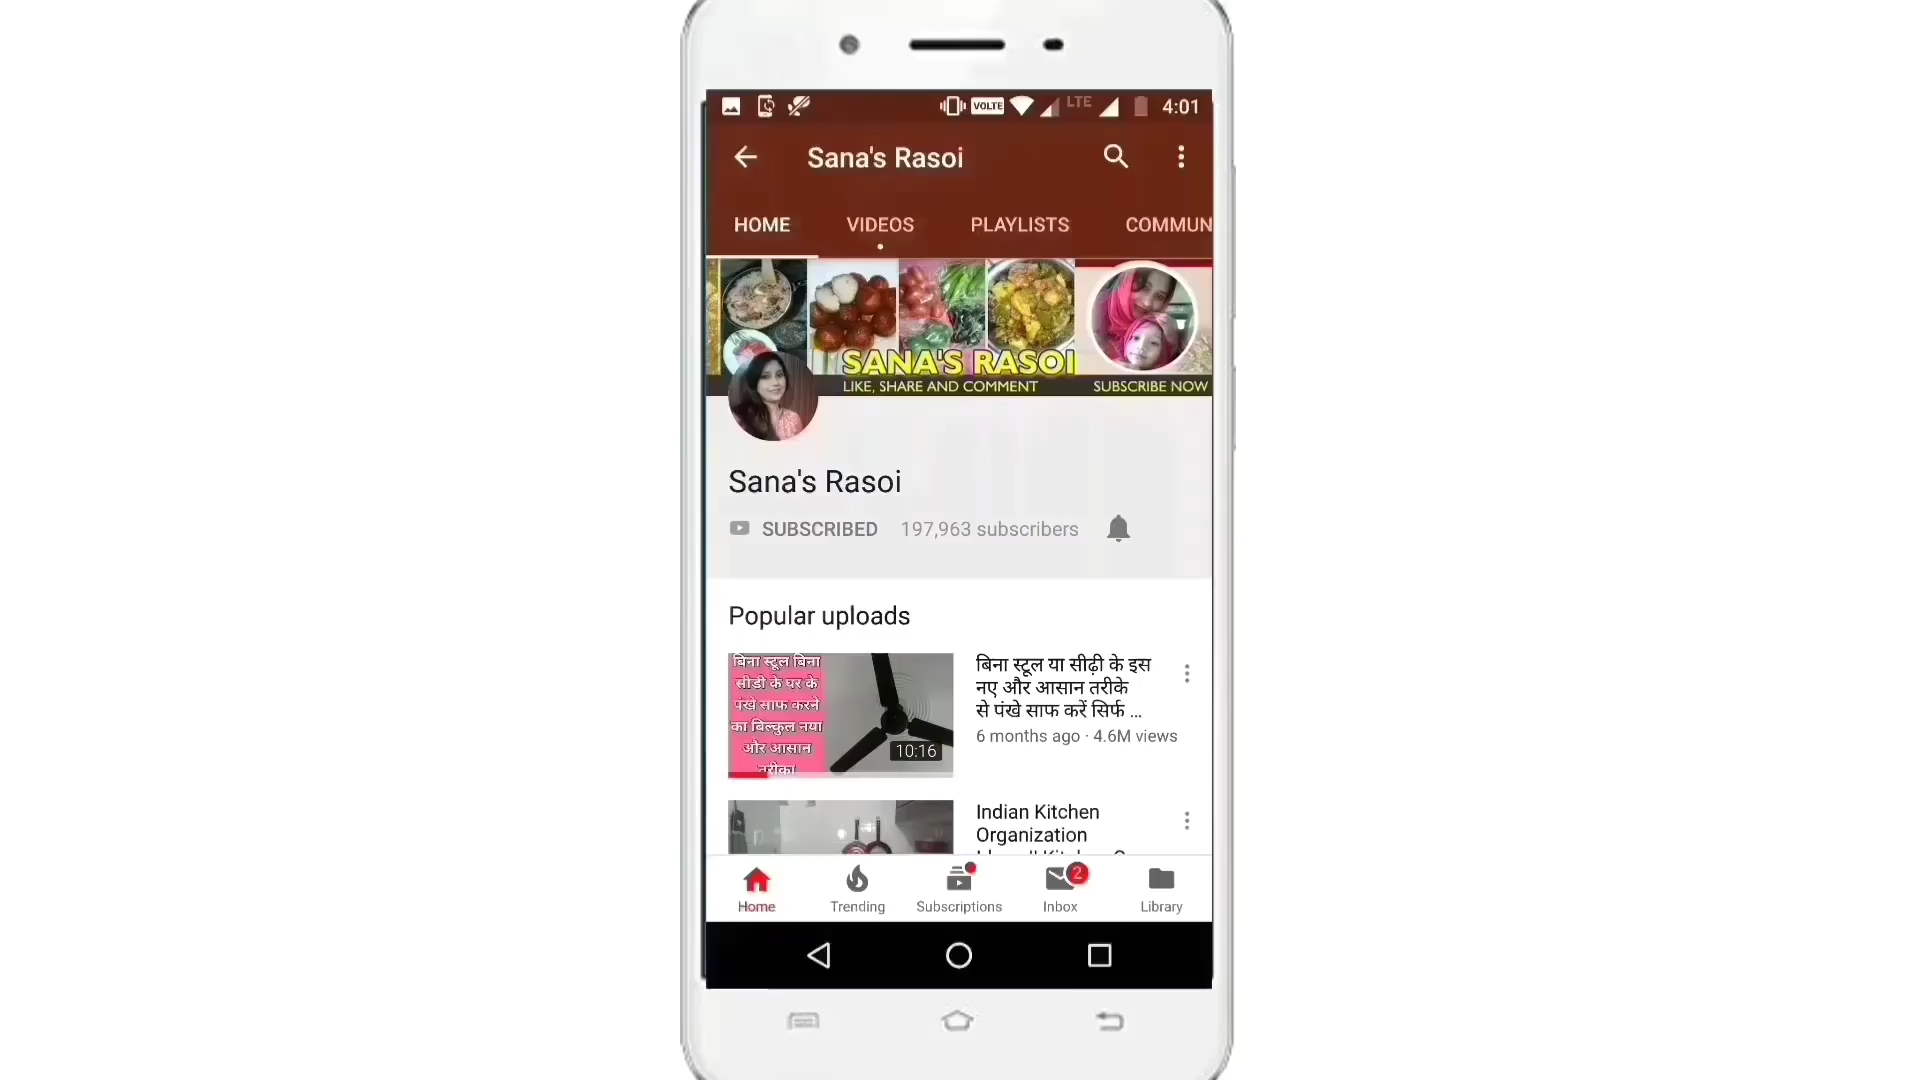 VOLTE LTE 4:01
Sana's Rasoi
HOME VIDEOS PLAYLISTS COMMUN
SANA'S RASOI
LIKE, SHARE AND COMMENT SUBSCRIBE NOW
Sana's Rasoi
SUBSCRIBED 197,963 subscribers
Popular uploads
बिना स्टूल बिना
सीडी के घर के
पंखे साफ करने
का बिल्कुल नया
और आसान
तरीका
10:16
बिना स्टूल या सीढ़ी के इस
नए और आसान तरीके
से पंखे साफ करें सिर्फ ...
6 months ago · 4.6M views
Indian Kitchen
Organization
Home Trending Subscriptions 2 Inbox Library